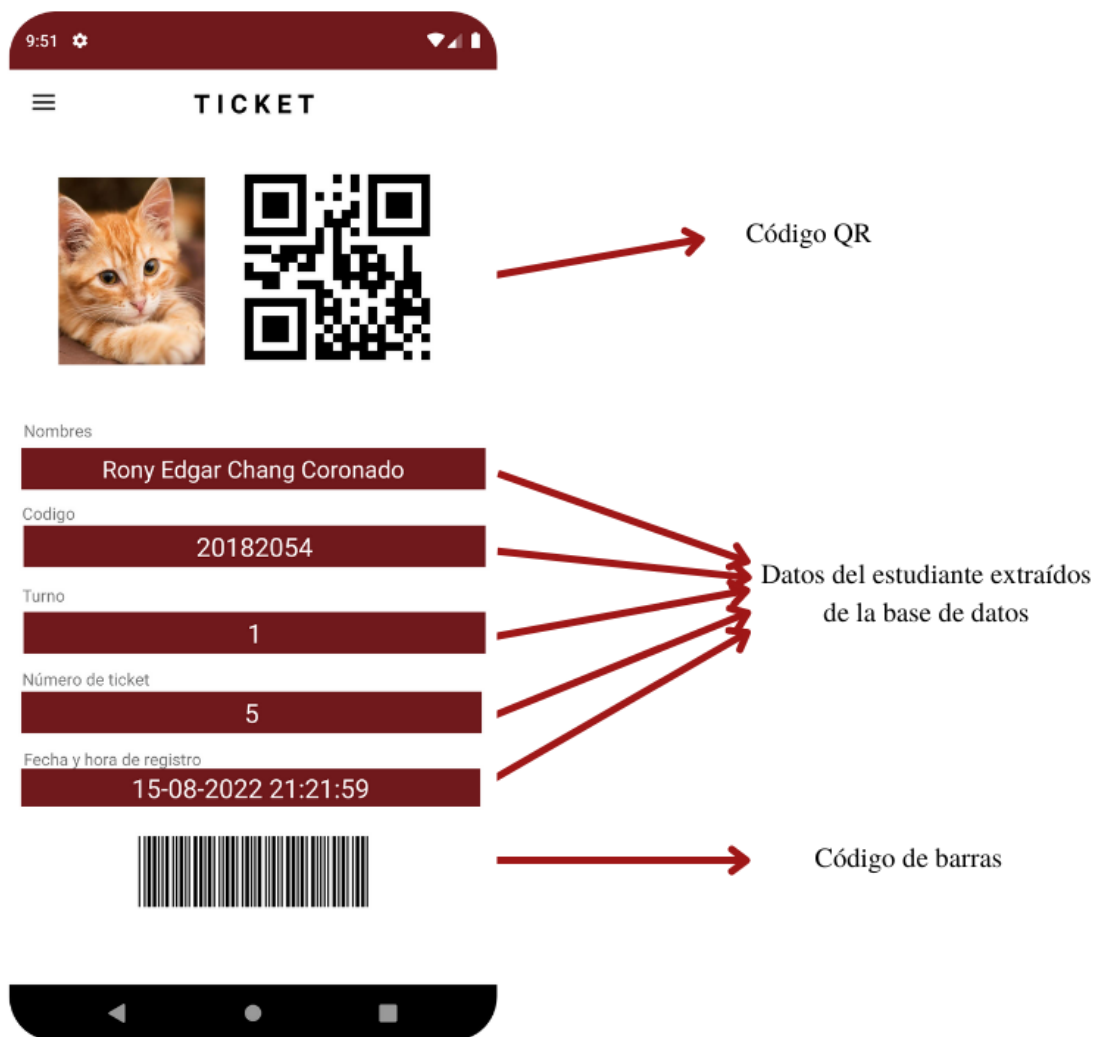 9:51
TICKET
Código QR
Nombres
Rony Edgar Chang Coronado
Codigo
20182054
Turno
1
Número de ticket
5
Fecha y hora de registro
15-08-2022 21:21:59
Datos del estudiante extraídos
de la base de datos
Código de barras